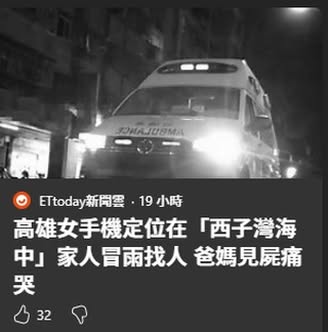 AMBULANCE
ETtoday新聞雲 · 19 小時
高雄女手機定位在「西子灣海
中」家人冒雨找人 爸媽見屍痛
哭
32